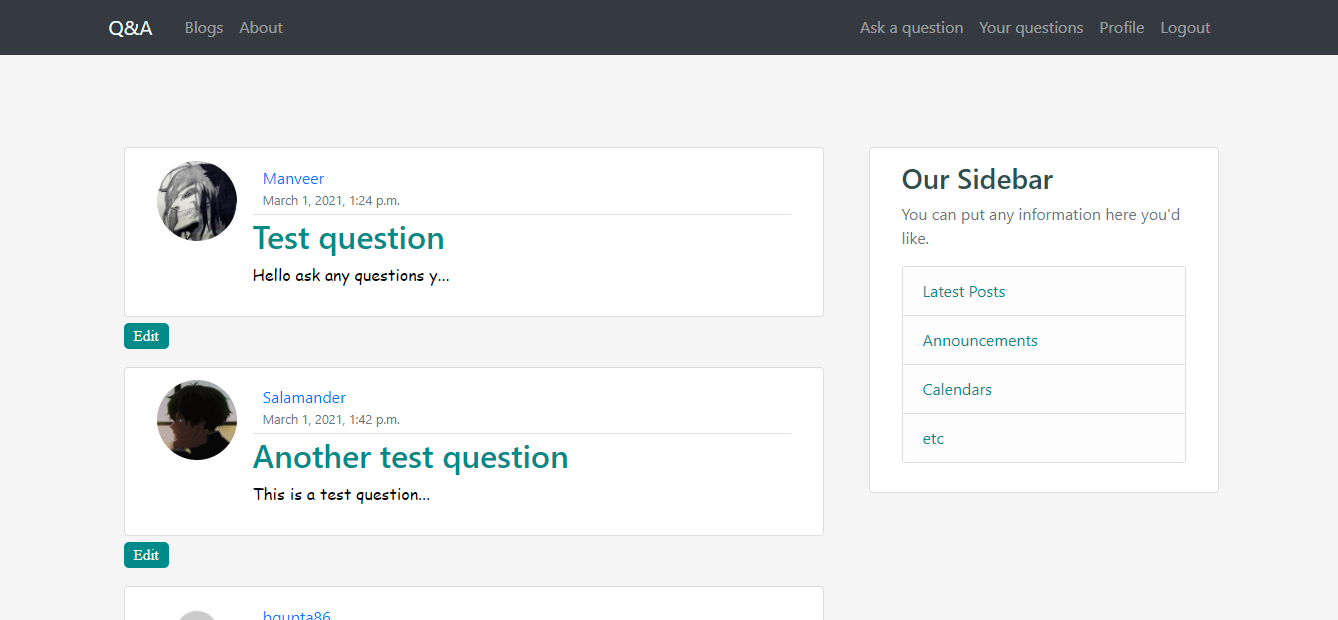 Q&A Blogs About Ask a question Your questions Profile Logout
Manveer
March 1, 2021, 1:24 p.m.
Test question
Hello ask any questions y...
Edit
Salamander
March 1, 2021, 1:42 p.m.
Another test question
This is a test question...
Edit
Our Sidebar
You can put any information here you'd
like.
Latest Posts
Announcements
Calendars
etc